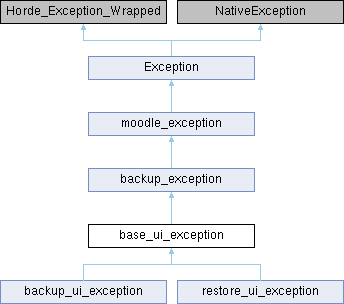 Horde_Exception_Wrapped NativeException
Exception
moodle_exception
backup_exception
base_ui_exception
backup_ui_exception restore_ui_exception